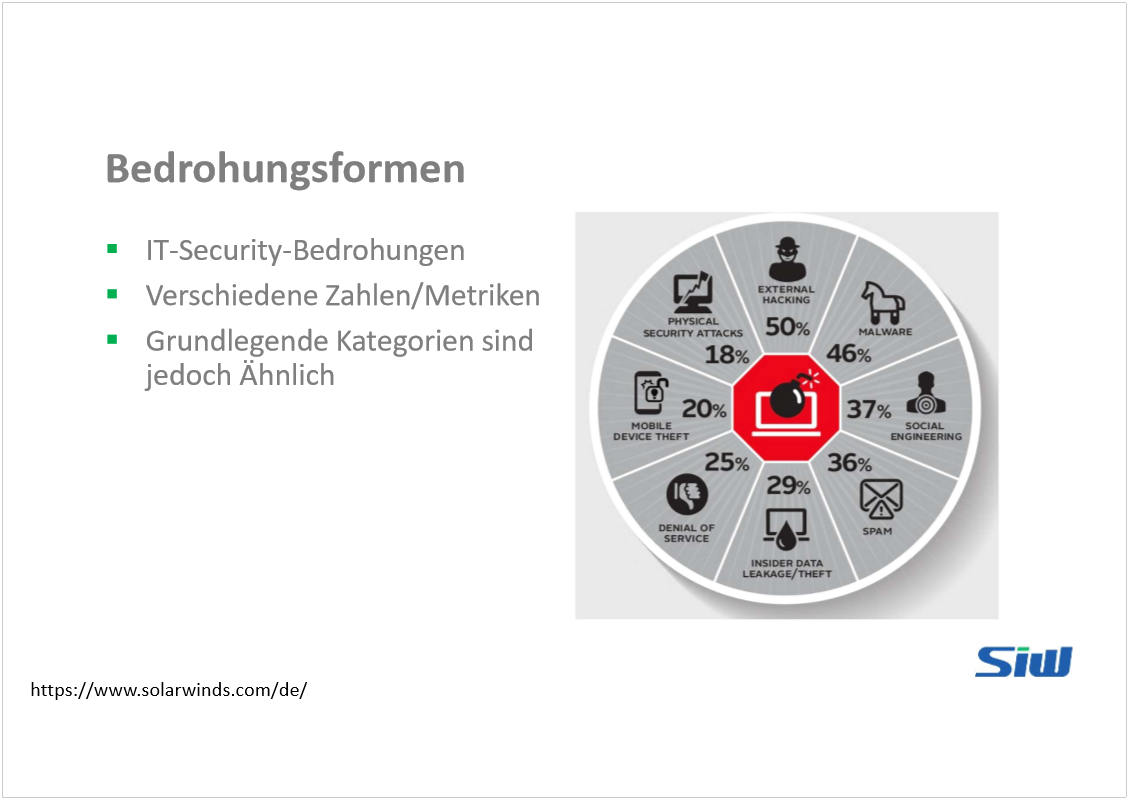 Bedrohungsformen
IT-Security-Bedrohungen
Verschiedene Zahlen/Metriken
Grundlegende Kategorien sind
jedoch Ähnlich
EXTERNAL
HACKING
50%
MALWARE
46%
SOCIAL
ENGINEERING
37%
SPAM
36%
INSIDER DATA
LEAKAGE/THEFT
29%
DENIAL OF
SERVICE
25%
MOBILE
DEVICE THEFT
20%
PHYSICAL
SECURITY ATTACKS
18%
SiW
https://www.solarwinds.com/de/